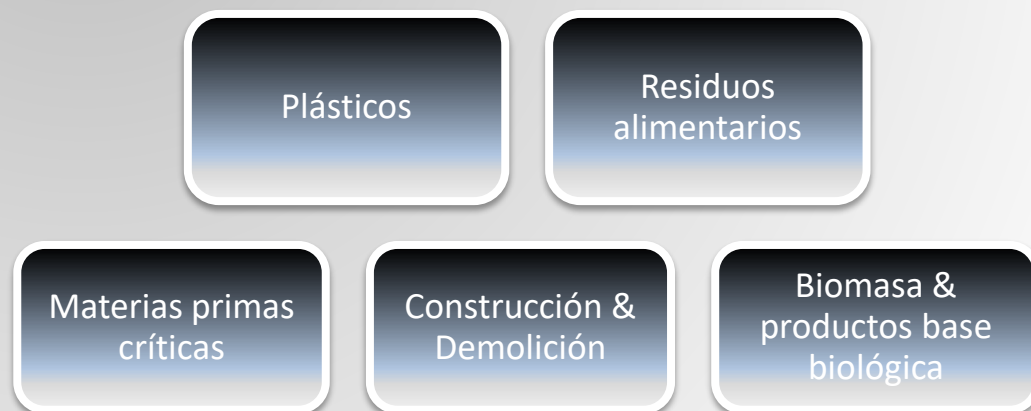 Plásticos
Residuos
alimentarios
Materias primas
críticas
Construcción &
Demolición
Biomasa &
productos base
biológica